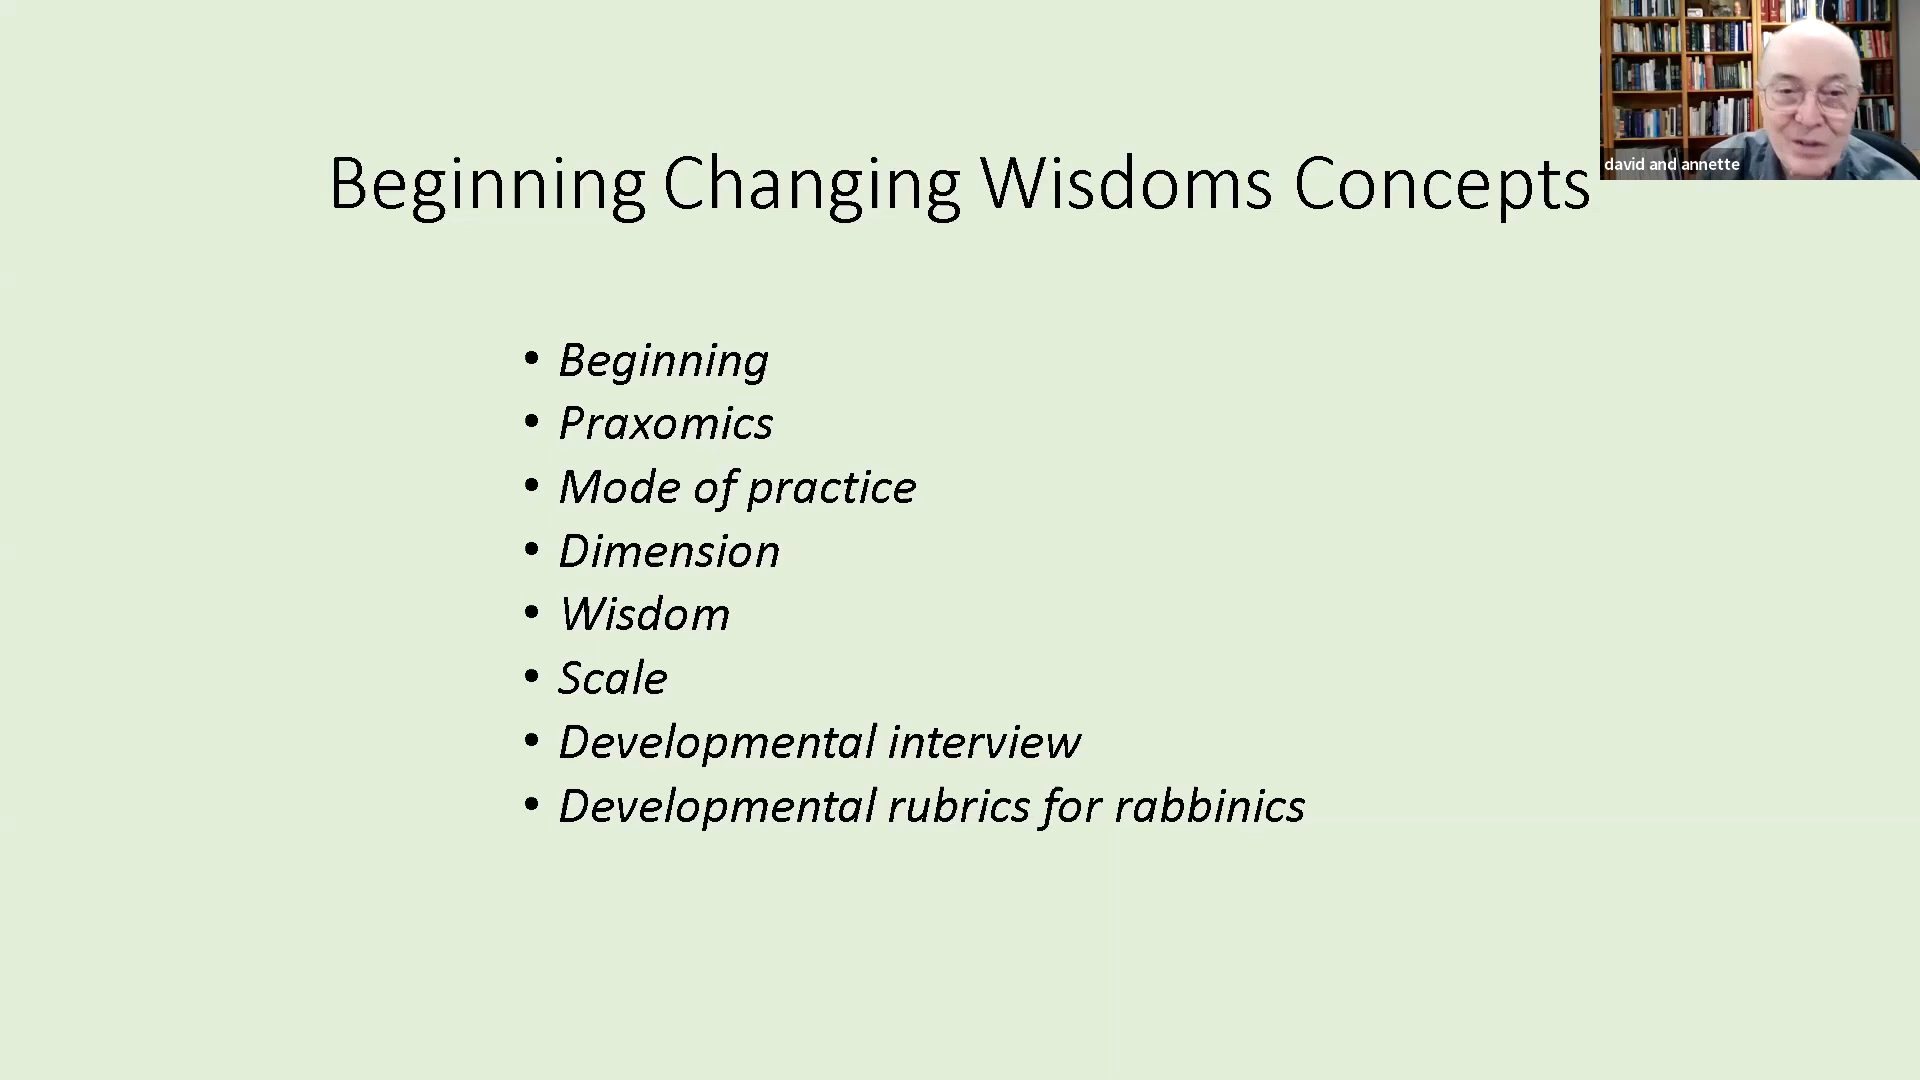 Beginning Changing Wisdoms Concepts
david and annette
• Beginning
• Praxomics
• Mode of practice
• Dimension
• Wisdom
• Scale
• Developmental interview
• Developmental rubrics for rabbinics